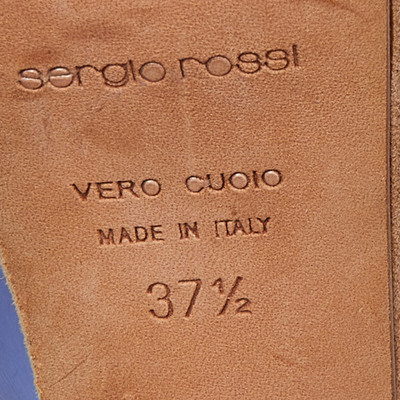 sergio rossi
VERO CUOIO
MADE IN ITALY
37½